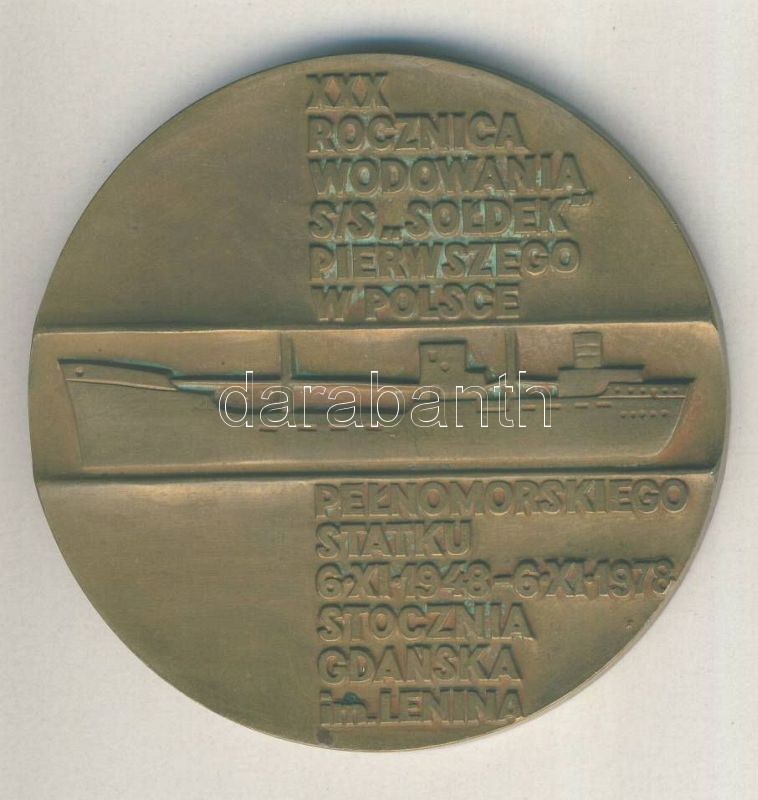 XXX
ROCZNICA
WODOWANIA
S/S „SOŁDEK”
PIERWSZEGO
W POLSCE
darabanth
PEŁNOMORSKIEGO
STATKU
6·XI·1948–6·XI·1978
STOCZNIA
GDAŃSKA
im. LENINA